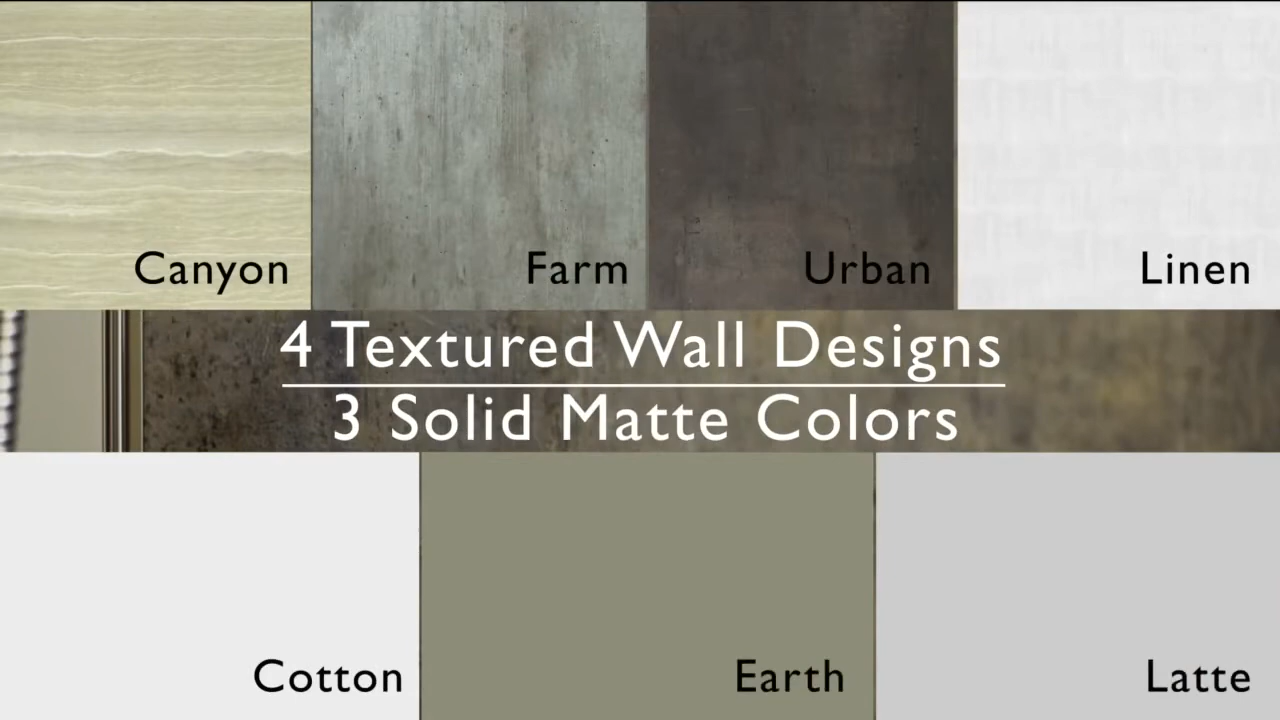 Canyon
Farm
Urban
Linen
4 Textured Wall Designs
3 Solid Matte Colors
Cotton
Earth
Latte